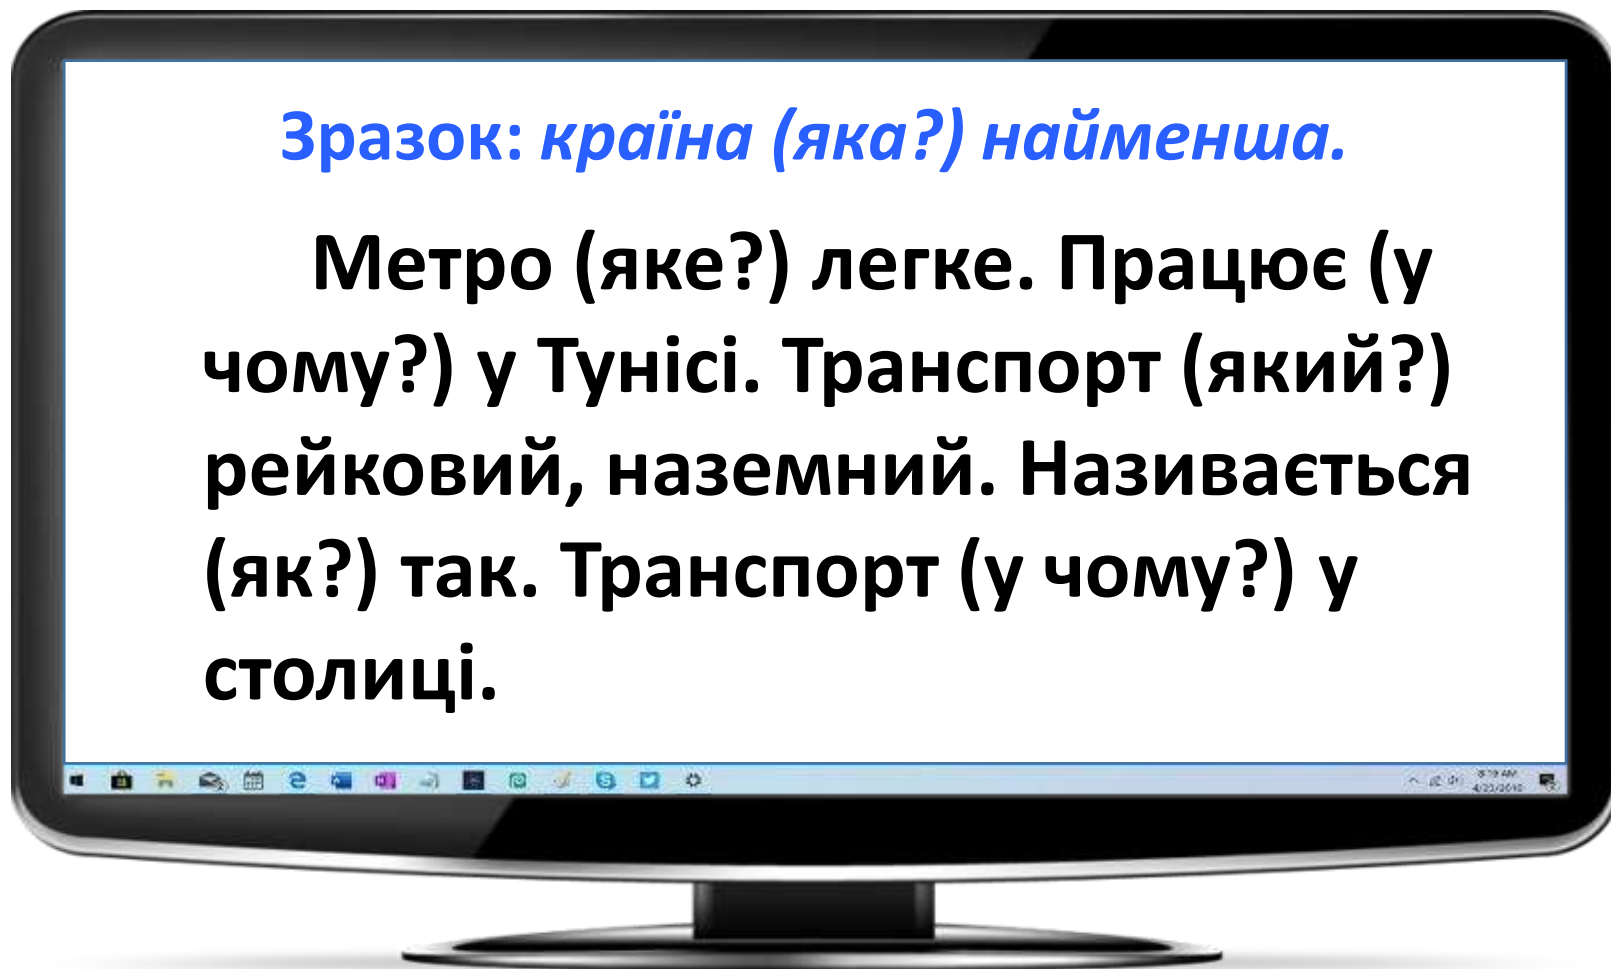 Зразок: країна (яка?) найменша.
Метро (яке?) легке. Працює (у
чому?) у Тунісі. Транспорт (який?)
рейковий, наземний. Називається
(як?) так. Транспорт (у чому?) у
столиці.